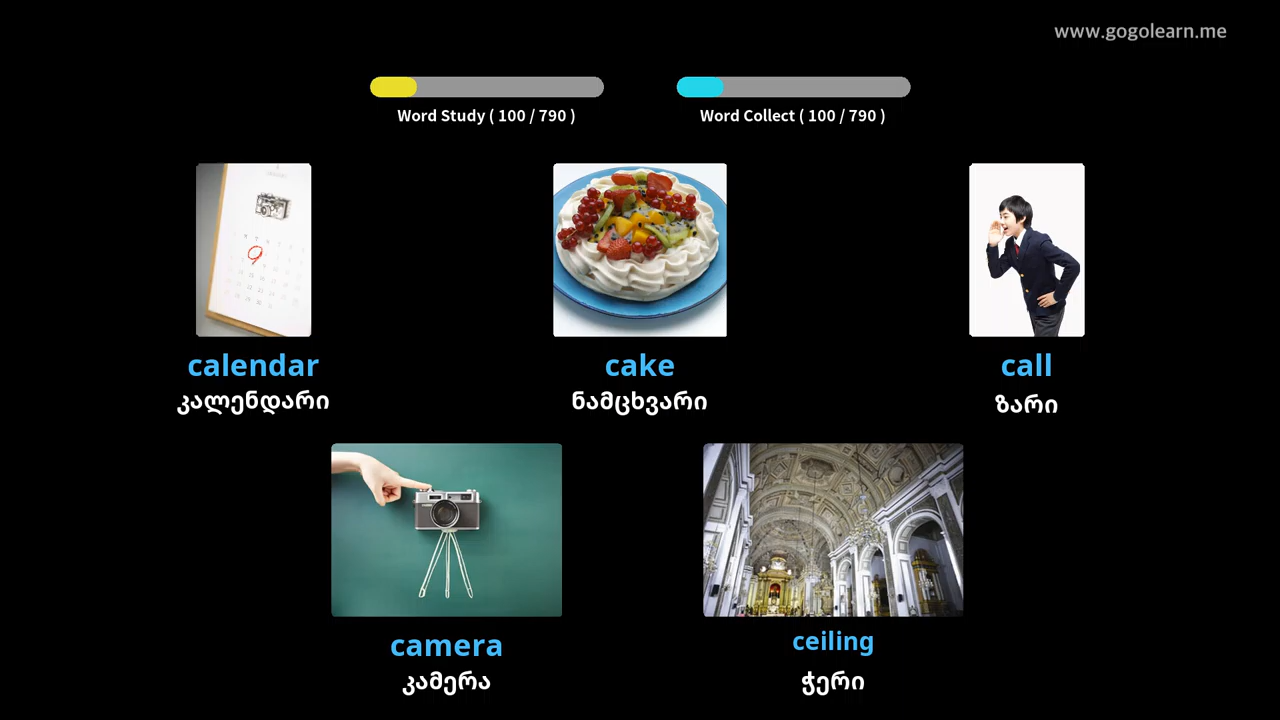 www.gogolearn.me
Word Study ( 100 / 790 )
Word Collect ( 100 / 790 )
calendar
კალენდარი
cake
ნამცხვარი
call
ზარი
camera
კამერა
ceiling
ჭერი